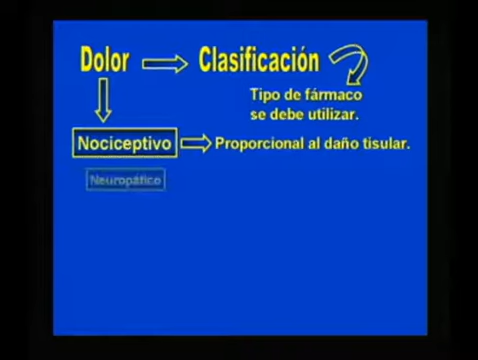 Dolor
Clasificación
Tipo de fármaco
se debe utilizar.
Nociceptivo
Proporcional al daño tisular.
Neuropático